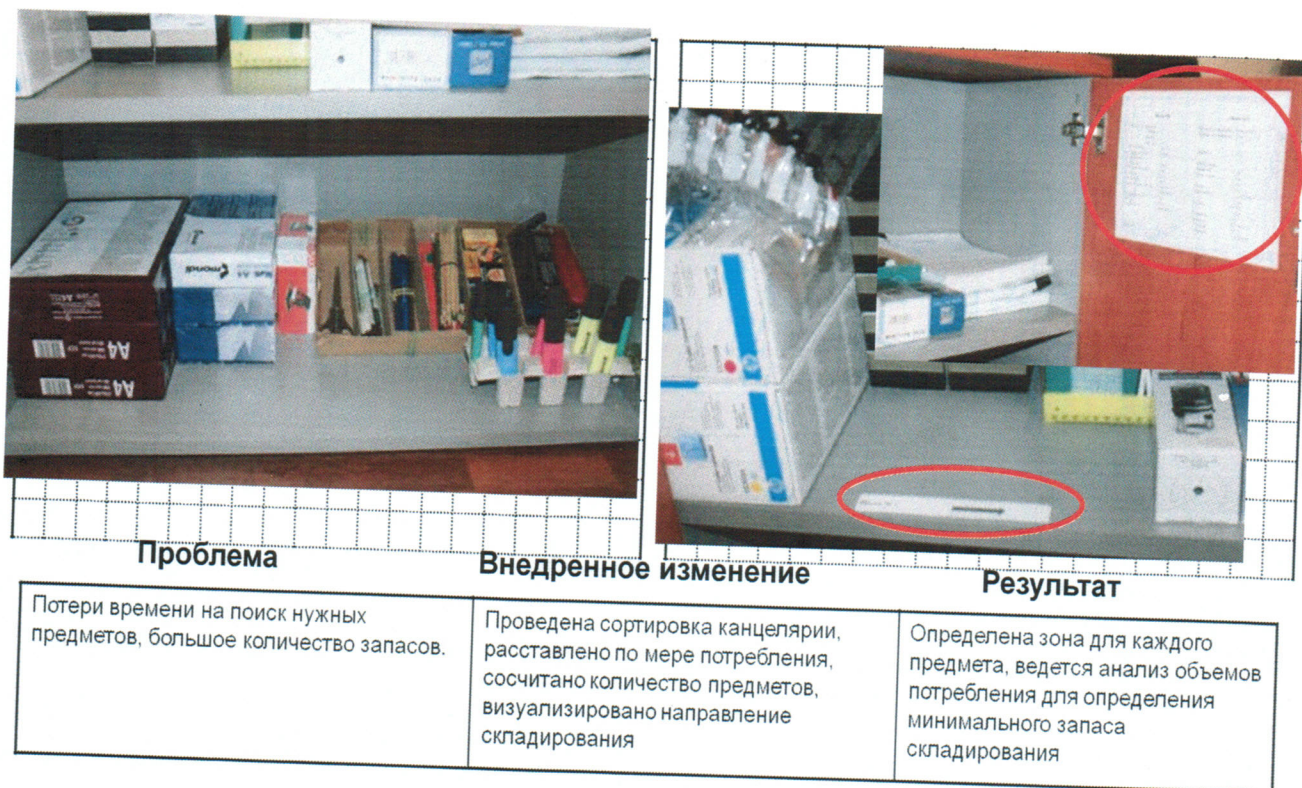 mondi
A4
A4
Проблема
Внедренное изменение
Результат
Потери времени на поиск нужных
предметов, большое количество запасов.
Проведена сортировка канцелярии,
расставлено по мере потребления,
сосчитано количество предметов,
визуализировано направление
складирования
Определена зона для каждого
предмета, ведется анализ объемов
потребления для определения
минимального запаса
складирования